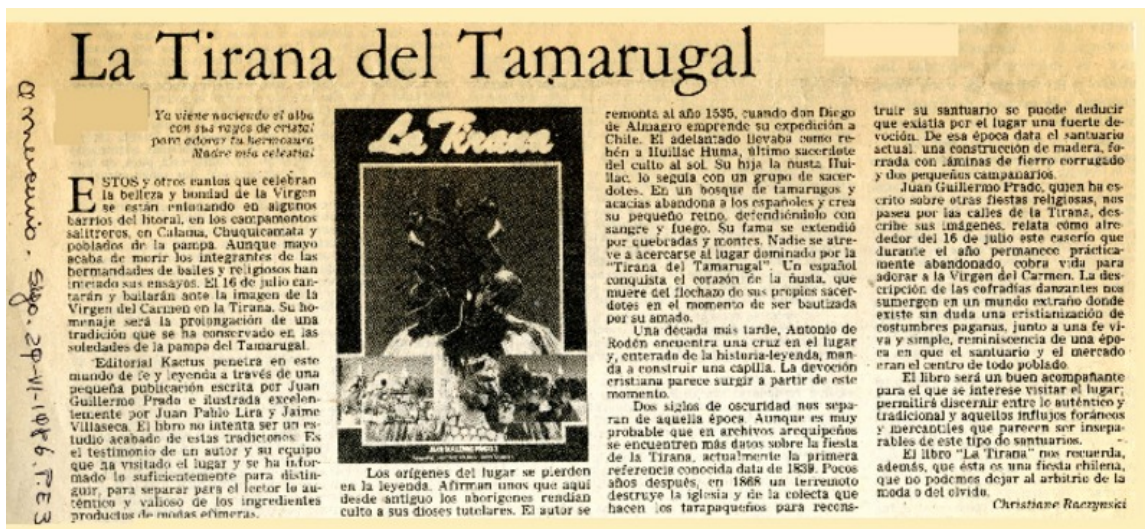 La Tirana del Tamarugal
Ya viene naciendo el alba
con sus rayos de cristal
para adorar tu hermosura
Madre mía celestial
ESTOS y otros cantos que celebran
la belleza y bondad de la Virgen
se están entonando en algunos
barrios del litoral, en los campamentos
salitreros, en Calama, Chuquicamata y
poblados de la pampa. Aunque mayo
acaba de morir los integrantes de las
hermandades de bailes y religiosos han
iniciado sus ensayos. El 16 de julio can-
tarán y bailarán ante la imagen de la
Virgen del Carmen en la Tirana. Su ho-
menaje será la prolongación de una
tradición que se ha conservado en las
soledades de la pampa del Tamarugal.
Editorial Kactus penetra en este
mundo de fe y leyenda a través de una
pequeña publicación escrita por Juan
Guillermo Prado e ilustrada excelen-
temente por Juan Pablo Lira y Jaime
Villaseca. El libro no intenta ser un es-
tudio acabado de estas tradiciones. Es
el testimonio de un autor y su equipo
que ha visitado el lugar y se ha infor-
mado lo suficientemente para distin-
guir, para separar para el lector lo au-
téntico y valioso de los ingredientes
productos de modas efímeras.
La Tirana
Los orígenes del lugar se pierden
en la leyenda. Afirman unos que aquí
desde antiguo los aborígenes rendían
culto a sus dioses tutelares. El autor se
remonta al año 1535, cuando don Diego
de Almagro emprende su expedición a
Chile. El adelantado llevaba como re-
hén a Huillac Huma, último sacerdote
del culto al sol. Su hija la ñusta Hui-
llac, lo seguía con un grupo de sacer-
dotes. En un bosque de tamarugos y
acacias abandona a los españoles y crea
su pequeño reino, defendiéndolo con
sangre y fuego. Su fama se extendió
por quebradas y montes. Nadie se atre-
ve a acercarse al lugar dominado por la
"Tirana del Tamarugal". Un español
conquista el corazón de la ñusta, que
muere del flechazo de sus propios sacer-
dotes en el momento de ser bautizada
por su amado.
Una década más tarde, Antonio de
Rodón encuentra una cruz en el lugar
y, enterado de la historia-leyenda, man-
da a construir una capilla. La devoción
cristiana parece surgir a partir de este
momento.
Dos siglos de oscuridad nos sepa-
ran de aquella época. Aunque es muy
probable que en archivos arequipeños
se encuentren más datos sobre la fiesta
de la Tirana, actualmente la primera
referencia conocida data de 1839. Pocos
años después, en 1868 un terremoto
destruye la iglesia y de la colecta que
hacen los tarapaqueños para recons-
truir su santuario se puede deducir
que existía por el lugar una fuerte de-
voción. De esa época data el santuario
actual, una construcción de madera, fo-
rrada con láminas de fierro corrugado
y dos pequeños campanarios.
Juan Guillermo Prado, quien ha es-
crito sobre otras fiestas religiosas, nos
pasea por las calles de la Tirana, des-
cribe sus imágenes, relata cómo alre-
dedor del 16 de julio este caserío que
durante el año permanece práctica-
mente abandonado, cobra vida para
adorar a la Virgen del Carmen. La des-
cripción de las cofradías danzantes nos
sumergen en un mundo extraño donde
existe sin duda una cristianización de
costumbres paganas, junto a una fe vi-
va y simple, reminiscencia de una épo-
ca en que el santuario y el mercado
eran el centro de todo poblado.
El libro será un buen acompañante
para el que se interese visitar el lugar;
permitirá discernir entre lo auténtico y
tradicional y aquellos influjos foráneos
y mercantiles que parecen ser insepa-
rables de este tipo de santuarios.
El libro "La Tirana" nos recuerda,
además, que ésta es una fiesta chilena,
que no podemos dejar al arbitrio de la
moda o del olvido.
Christiane Raczynski